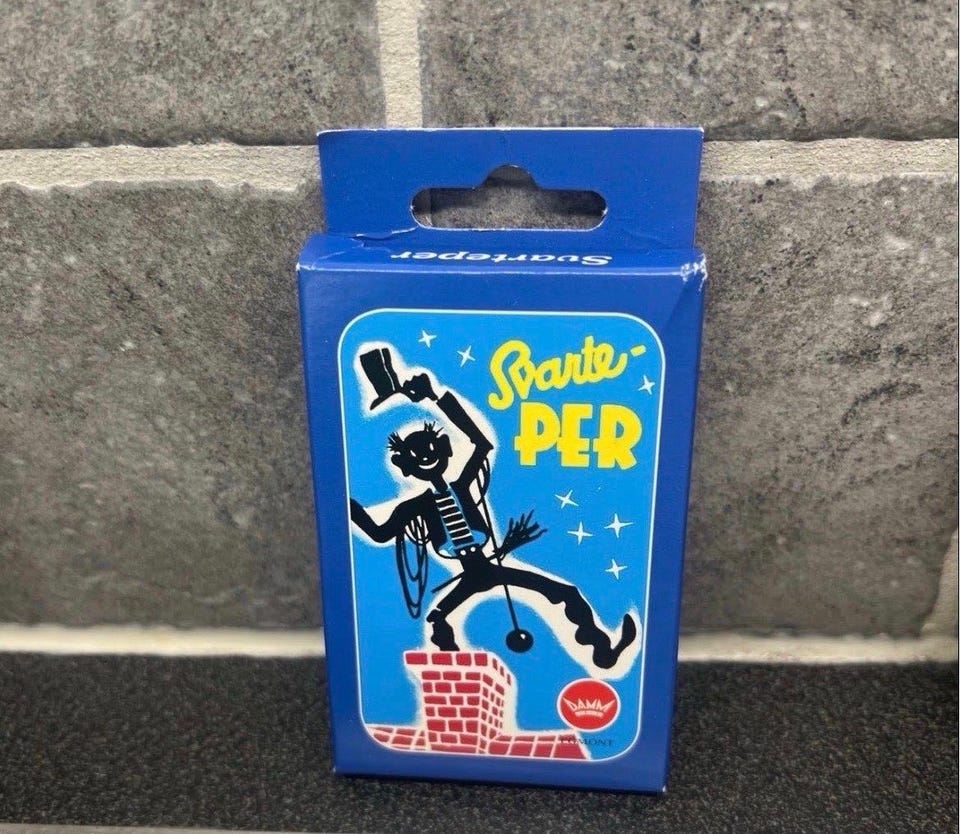 Svarteper
Svarte-
PER
DAMM
EGMONT